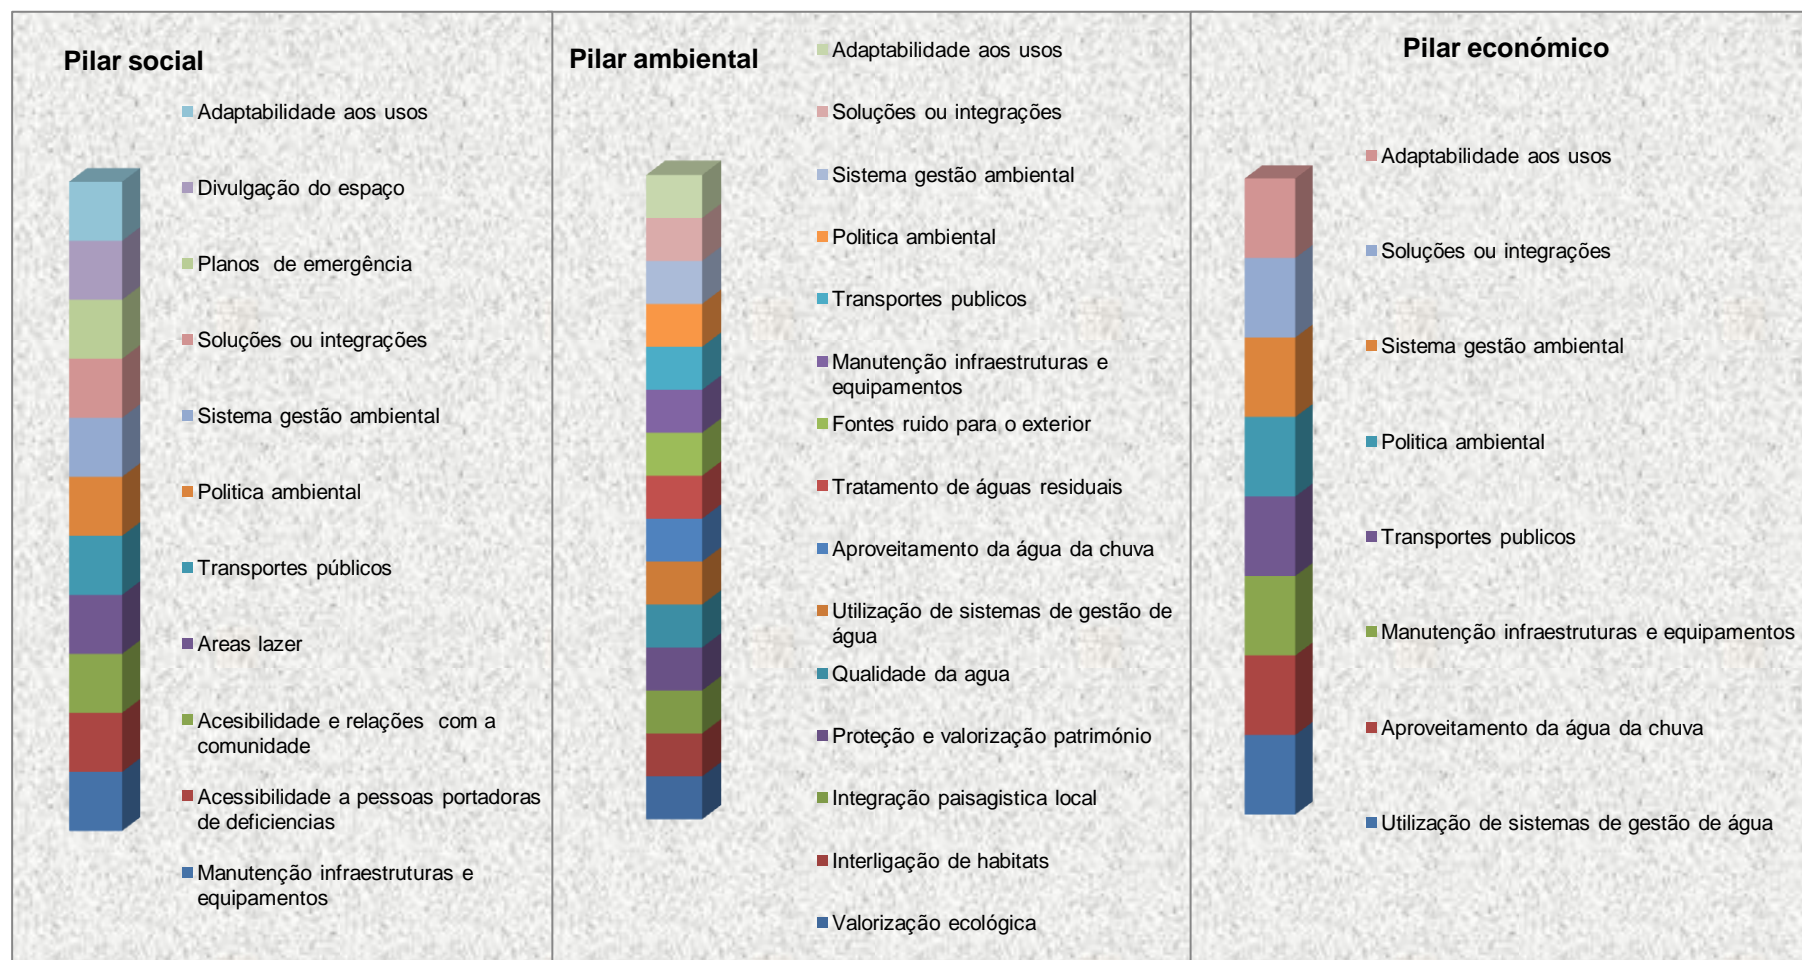 Pilar social
Adaptabilidade aos usos
Divulgação do espaço
Planos de emergência
Soluções ou integrações
Sistema gestão ambiental
Politica ambiental
Transportes públicos
Areas lazer
Acesibilidade e relações com a
comunidade
Acessibilidade a pessoas portadoras
de deficiencias
Manutenção infraestruturas e
equipamentos
Pilar ambiental
Adaptabilidade aos usos
Soluções ou integrações
Sistema gestão ambiental
Politica ambiental
Transportes publicos
Manutenção infraestruturas e
equipamentos
Fontes ruido para o exterior
Tratamento de águas residuais
Aproveitamento da água da chuva
Utilização de sistemas de gestão de
água
Qualidade da agua
Proteção e valorização património
Integração paisagistica local
Interligação de habitats
Valorização ecológica
Pilar económico
Adaptabilidade aos usos
Soluções ou integrações
Sistema gestão ambiental
Politica ambiental
Transportes publicos
Manutenção infraestruturas e equipamentos
Aproveitamento da água da chuva
Utilização de sistemas de gestão de água